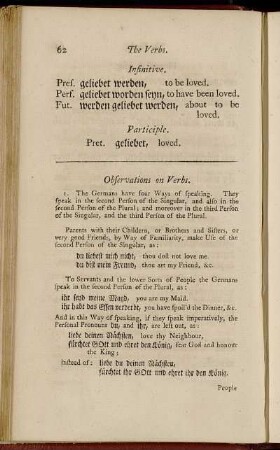 62 The Verbs.
Infinitive.
Pres. geliebet werden, to be loved.
Perf. geliebet worden seyn, to have been loved.
Fut. werden geliebet werden, about to be
loved.
Participle.
Pret. geliebet, loved.
Observations on Verbs.
1. The Germans have four Ways of speaking. They
speak in the second Person of the Singular, and also in the
second Person of the Plural; and moreover in the third Person
of the Singular, and the third Person of the Plural.
Parents with their Children, or Brothers and Sisters, or
very good Friends, by Way of Familiarity, make Use of the
second Person of the Singular, as:
du liebest mich nicht, thou dost not love me.
du bist mein Freund, thou art my Friend, &c.
To Servants and the lower Sort of People the Germans
speak in the second Person of the Plural, as:
ihr seyd meine Magd, you are my Maid.
ihr habt das Essen verderbt, you have spoil'd the Dinner, &c.
And in this Way of speaking, if they speak imperatively, the
Personal Pronouns du, and ihr, are left out, as:
liebe deinen Nächsten, love thy Neighbour,
fürchtet GOtt und ehret den König, fear God and honour
the King;
instead of: liebe du deinen Nächsten,
fürchtet ihr GOtt und ehret ihr den König.
People